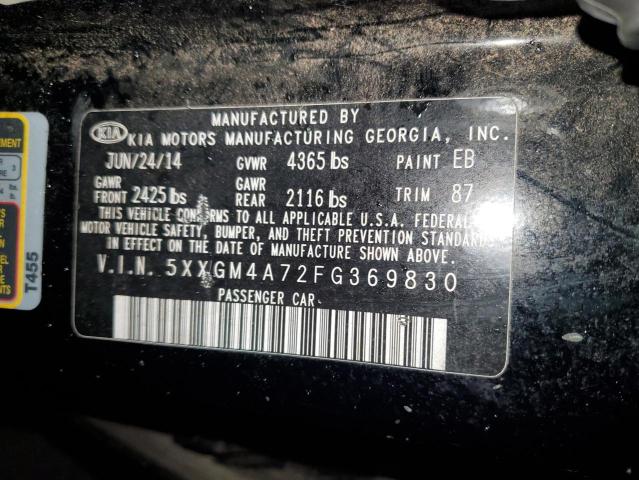 MANUFACTURED BY
KIA KIA MOTORS MANUFACTURING GEORGIA, INC.
JUN/24/14 GVWR 4365 lbs PAINT EB
GAWR FRONT 2425 lbs GAWR REAR 2116 lbs TRIM 87
THIS VEHICLE CONFORMS TO ALL APPLICABLE U.S.A. FEDERAL
MOTOR VEHICLE SAFETY, BUMPER, AND THEFT PREVENTION STANDARDS
IN EFFECT ON THE DATE OF MANUFACTURE SHOWN ABOVE.
V.I.N. 5XXGM4A72FG369830
PASSENGER CAR
T455